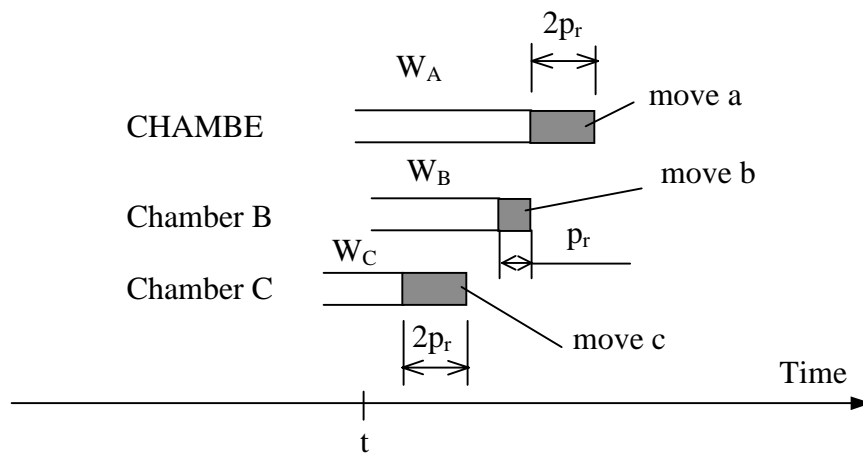 2pr
WA
move a
CHAMBE
WB
move b
Chamber B
pr
WC
Chamber C
2pr
move c
Time
t